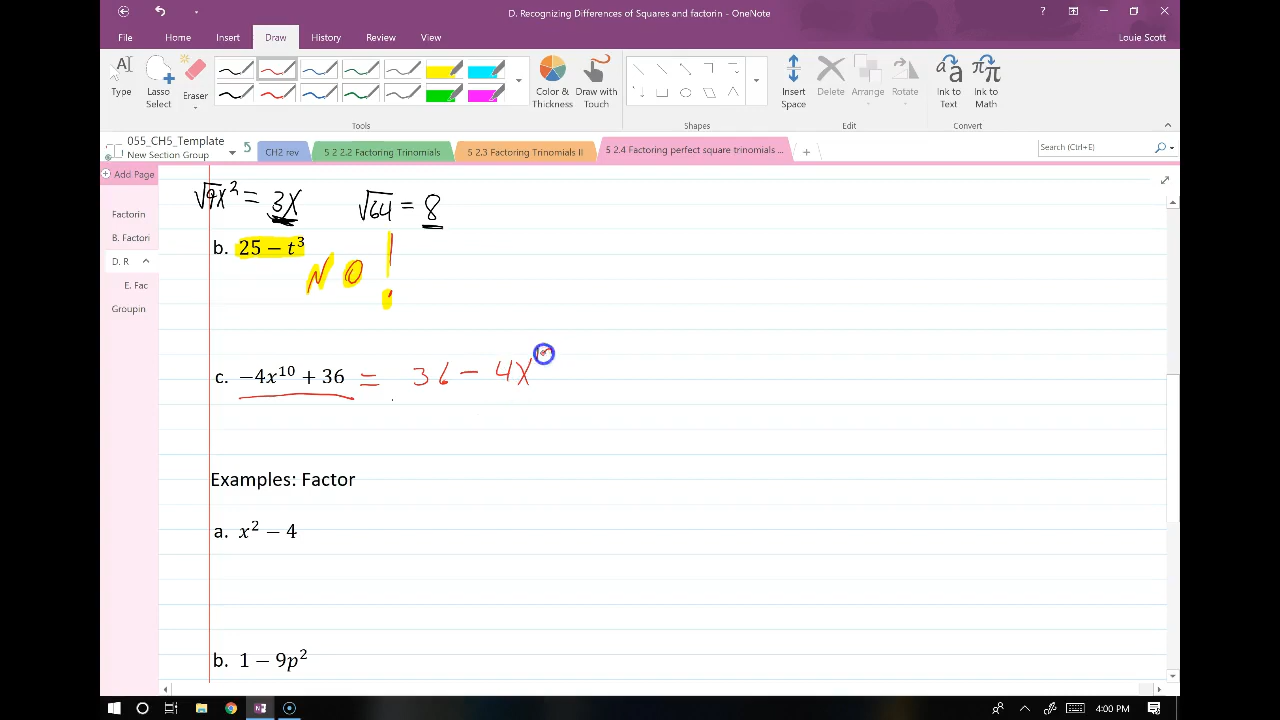 D. Recognizing Differences of Squares and factorin - OneNote
?
File Home Insert Draw History Review View
Louie Scott
Type
Lasso Select
Eraser
Color & Thickness
Draw with Touch
Insert Space
Delete
Arrange
Rotate
Ink to Text
Ink to Math
Tools
Shapes
Edit
Convert
055_CH5_Template
New Section Group
CH2 rev
5 2 2.2 Factoring Trinomials
5 2.3 Factoring Trinomials II
5 2.4 Factoring perfect square trinomials ...
+
Search (Ctrl+E)
Add Page
Factorin
B. Factori
D. R
E. Fac
Groupin
√9x² = 3X √64 = 8
b. 25 − t³
NO!
c. −4x¹⁰ + 36 = 36 − 4X
Examples: Factor
a. x² − 4
b. 1 − 9p²
4:00 PM